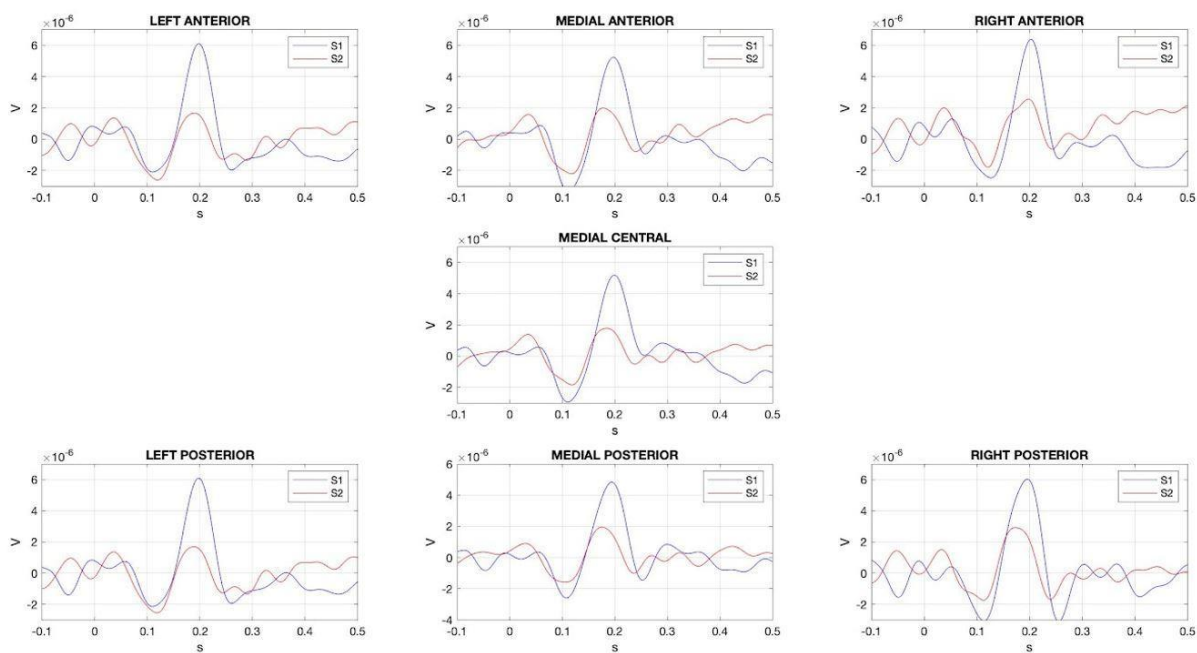 LEFT ANTERIOR
×10⁻⁶
6
4
2
0
-2
V
S1
S2
-0.1 0 0.1 0.2 0.3 0.4 0.5
s
MEDIAL ANTERIOR
×10⁻⁶
6
4
2
0
-2
V
S1
S2
-0.1 0 0.1 0.2 0.3 0.4 0.5
s
RIGHT ANTERIOR
×10⁻⁶
6
4
2
0
-2
V
S1
S2
-0.1 0 0.1 0.2 0.3 0.4 0.5
s
MEDIAL CENTRAL
×10⁻⁶
6
4
2
0
-2
V
S1
S2
-0.1 0 0.1 0.2 0.3 0.4 0.5
s
LEFT POSTERIOR
×10⁻⁶
6
4
2
0
-2
V
S1
S2
-0.1 0 0.1 0.2 0.3 0.4 0.5
s
MEDIAL POSTERIOR
×10⁻⁶
6
4
2
0
-2
-4
V
S1
S2
-0.1 0 0.1 0.2 0.3 0.4 0.5
s
RIGHT POSTERIOR
×10⁻⁶
6
4
2
0
-2
V
S1
S2
-0.1 0 0.1 0.2 0.3 0.4 0.5
s